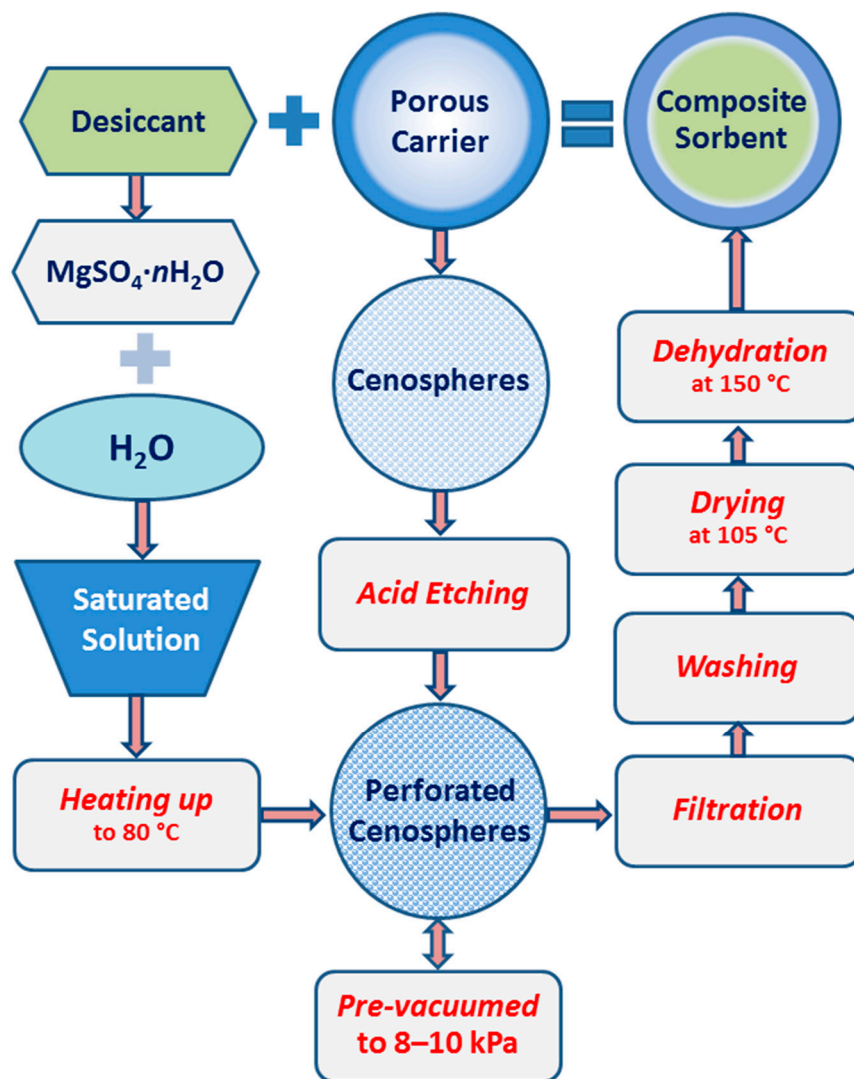 Desiccant
+
Porous
Carrier
=
Composite
Sorbent
MgSO₄·nH₂O
+
H₂O
Saturated
Solution
Heating up
to 80 °C
Cenospheres
Acid Etching
Perforated
Cenospheres
Pre-vacuumed
to 8–10 kPa
Dehydration
at 150 °C
Drying
at 105 °C
Washing
Filtration